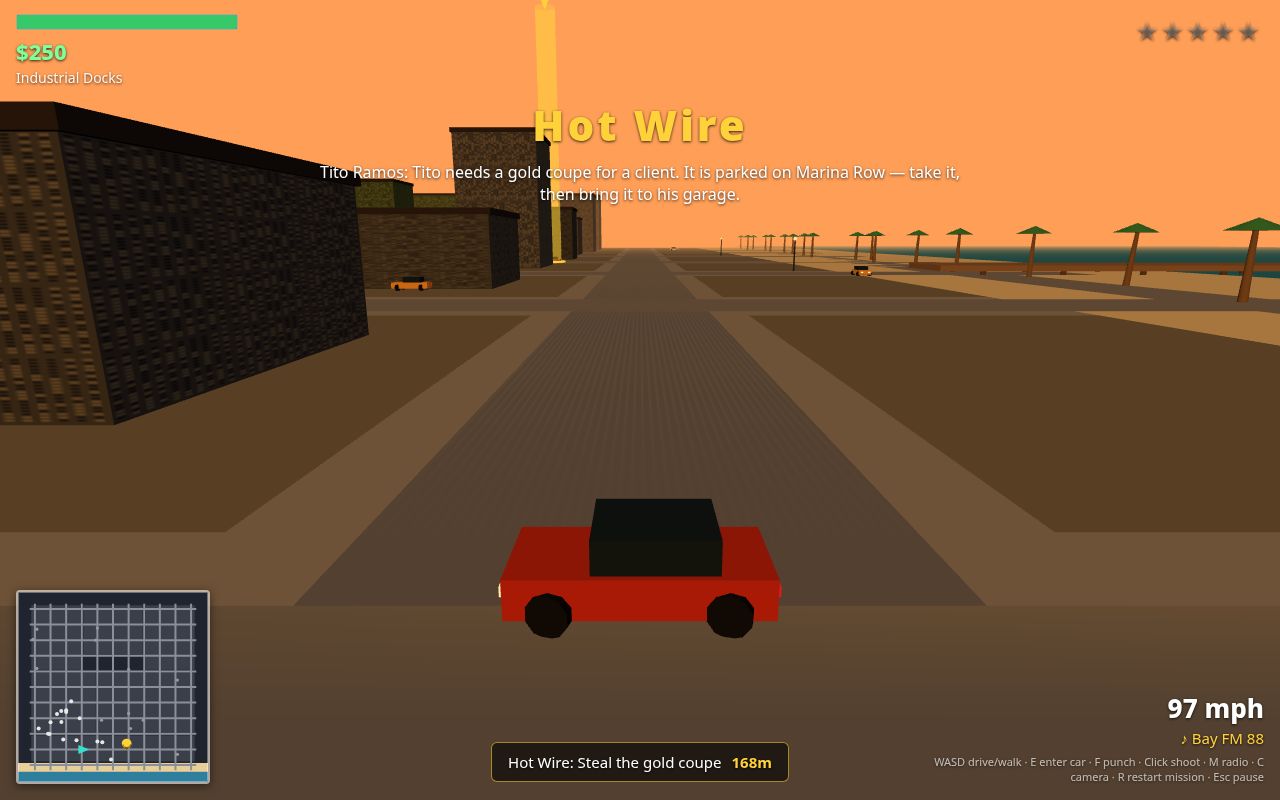 $250
Industrial Docks
★★★★★
Hot Wire
Tito Ramos: Tito needs a gold coupe for a client. It is parked on Marina Row — take it,
then bring it to his garage.
97 mph
♪ Bay FM 88
Hot Wire: Steal the gold coupe 168m
WASD drive/walk · E enter car · F punch · Click shoot · M radio · C
camera · R restart mission · Esc pause